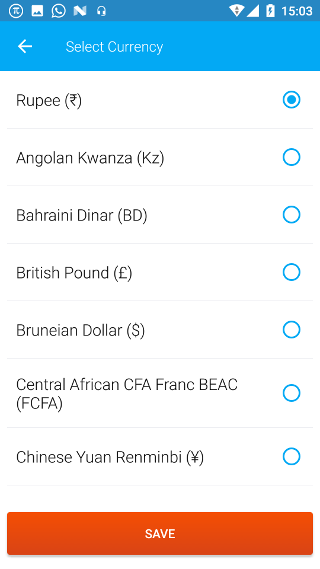 15:03
Select Currency
Rupee (₹)
Angolan Kwanza (Kz)
Bahraini Dinar (BD)
British Pound (£)
Bruneian Dollar ($)
Central African CFA Franc BEAC
(FCFA)
Chinese Yuan Renminbi (¥)
SAVE